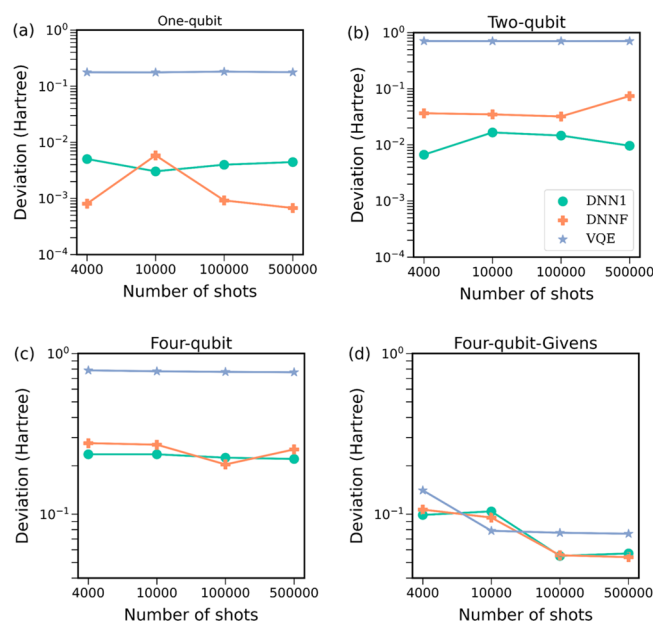 (a) One-qubit
10⁰
10⁻¹
10⁻²
10⁻³
10⁻⁴
Deviation (Hartree)
4000 10000 100000 500000
Number of shots
(b) Two-qubit
10⁰
10⁻¹
10⁻²
10⁻³
10⁻⁴
Deviation (Hartree)
DNN1
DNNF
VQE
4000 10000 100000 500000
Number of shots
(c) Four-qubit
10⁰
10⁻¹
Deviation (Hartree)
4000 10000 100000 500000
Number of shots
(d) Four-qubit-Givens
10⁰
10⁻¹
Deviation (Hartree)
4000 10000 100000 500000
Number of shots